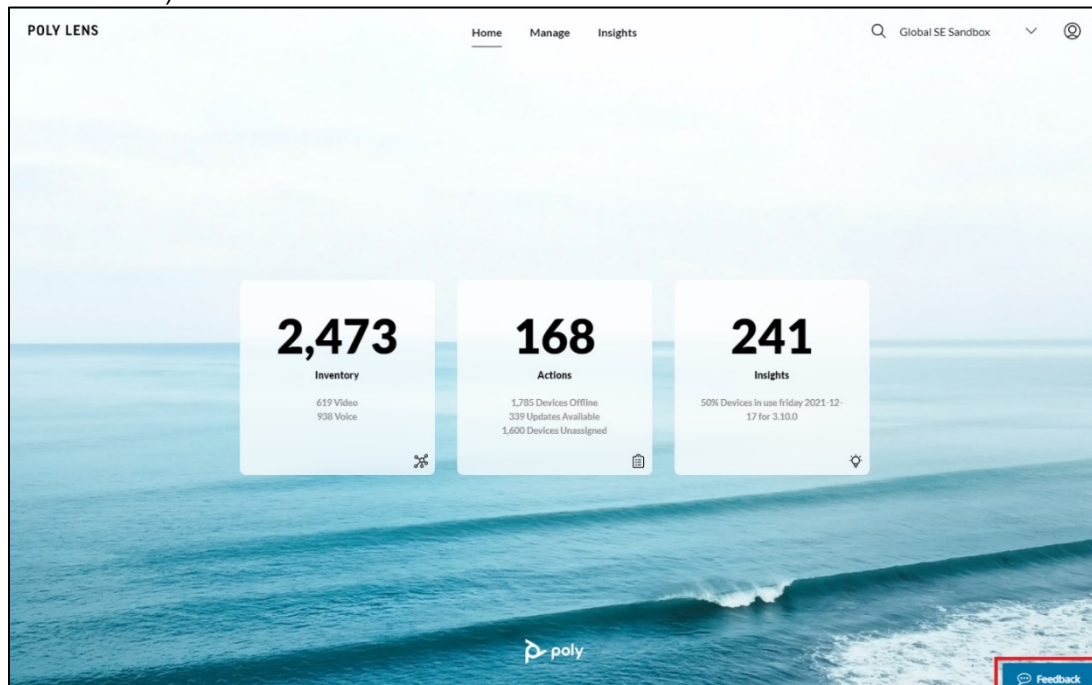 POLY LENS
Home Manage Insights
Global SE Sandbox
2,473
Inventory
619 Video
938 Voice
168
Actions
1,785 Devices Offline
339 Updates Available
1,600 Devices Unassigned
241
Insights
50% Devices in use friday 2021-12-
17 for 3.10.0
poly
Feedback